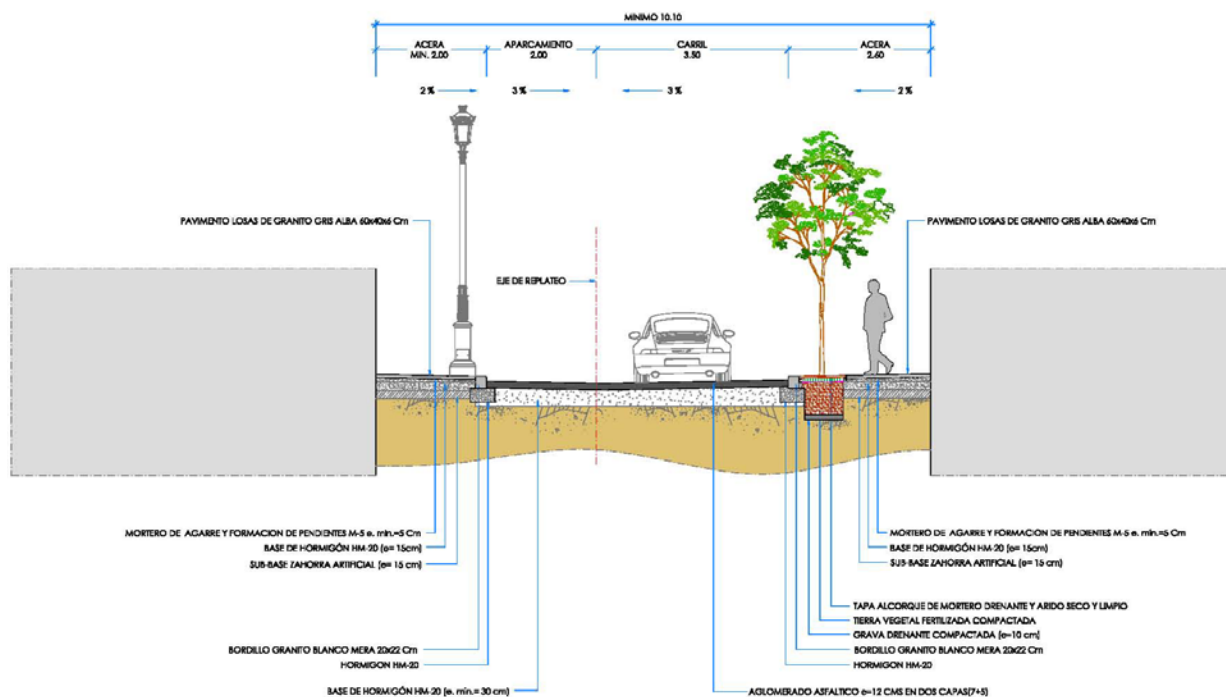 MINIMO 10.10
ACERA
MIN. 2.00
APARCAMIENTO
2.00
CARRIL
3.50
ACERA
2.60
2 %
3 %
3 %
2 %
PAVIMENTO LOSAS DE GRANITO GRIS ALBA 60x40x6 Cm
PAVIMENTO LOSAS DE GRANITO GRIS ALBA 60x40x6 Cm
EJE DE REPLATEO
MORTERO DE AGARRE Y FORMACION DE PENDIENTES M-5 e. min.=5 Cm
BASE DE HORMIGÓN HM-20 (e= 15cm)
SUB-BASE ZAHORRA ARTIFICIAL (e= 15 cm)
MORTERO DE AGARRE Y FORMACION DE PENDIENTES M-5 e. min.=5 Cm
BASE DE HORMIGÓN HM-20 (e= 15cm)
SUB-BASE ZAHORRA ARTIFICIAL (e= 15 cm)
TAPA ALCORQUE DE MORTERO DRENANTE Y ARIDO SECO Y LIMPIO
TIERRA VEGETAL FERTILIZADA COMPACTADA
GRAVA DRENANTE COMPACTADA (e=10 cm)
BORDILLO GRANITO BLANCO MERA 20x22 Cm
HORMIGON HM-20
BORDILLO GRANITO BLANCO MERA 20x22 Cm
HORMIGON HM-20
BASE DE HORMIGÓN HM-20 (e. min.= 30 cm)
AGLOMERADO ASFALTICO e=12 CMS EN DOS CAPAS(7+5)